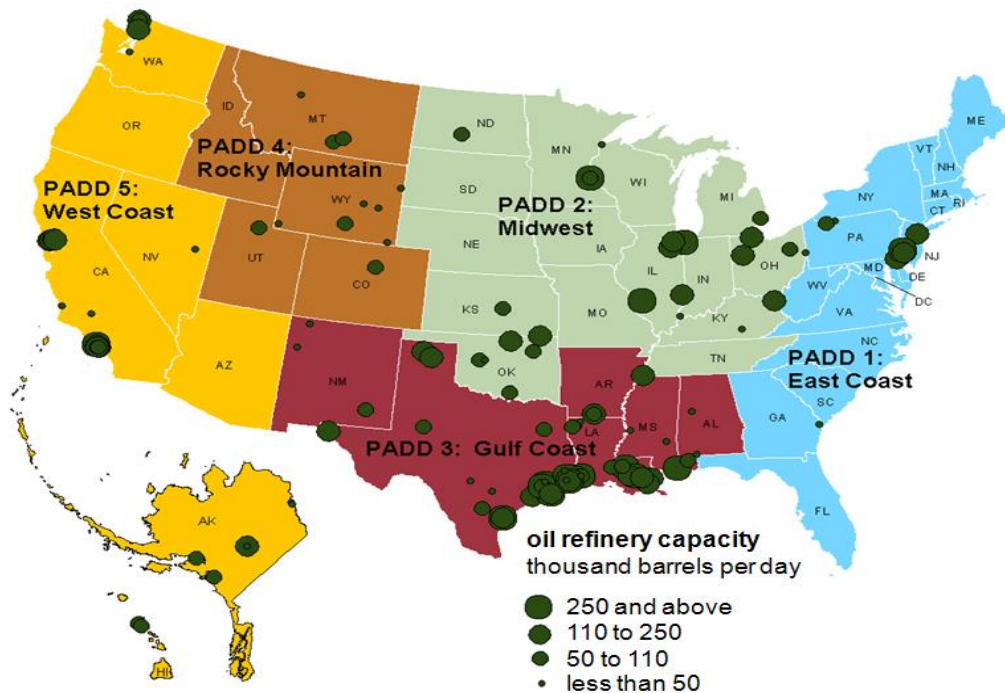 WA
OR
ID
MT
PADD 4:
Rocky Mountain
PADD 5:
West Coast
CA
NV
UT
WY
CO
AZ
NM
ND
SD
NE
KS
OK
MN
WI
IA
MO
PADD 2:
Midwest
MI
IL
IN
OH
KY
TN
PADD 3: Gulf Coast
AR
LA
MS
AL
ME
VT
NH
NY
MA
RI
CT
PA
NJ
MD
DE
DC
WV
VA
NC
PADD 1:
East Coast
SC
GA
FL
AK
HI
oil refinery capacity
thousand barrels per day
250 and above
110 to 250
50 to 110
less than 50